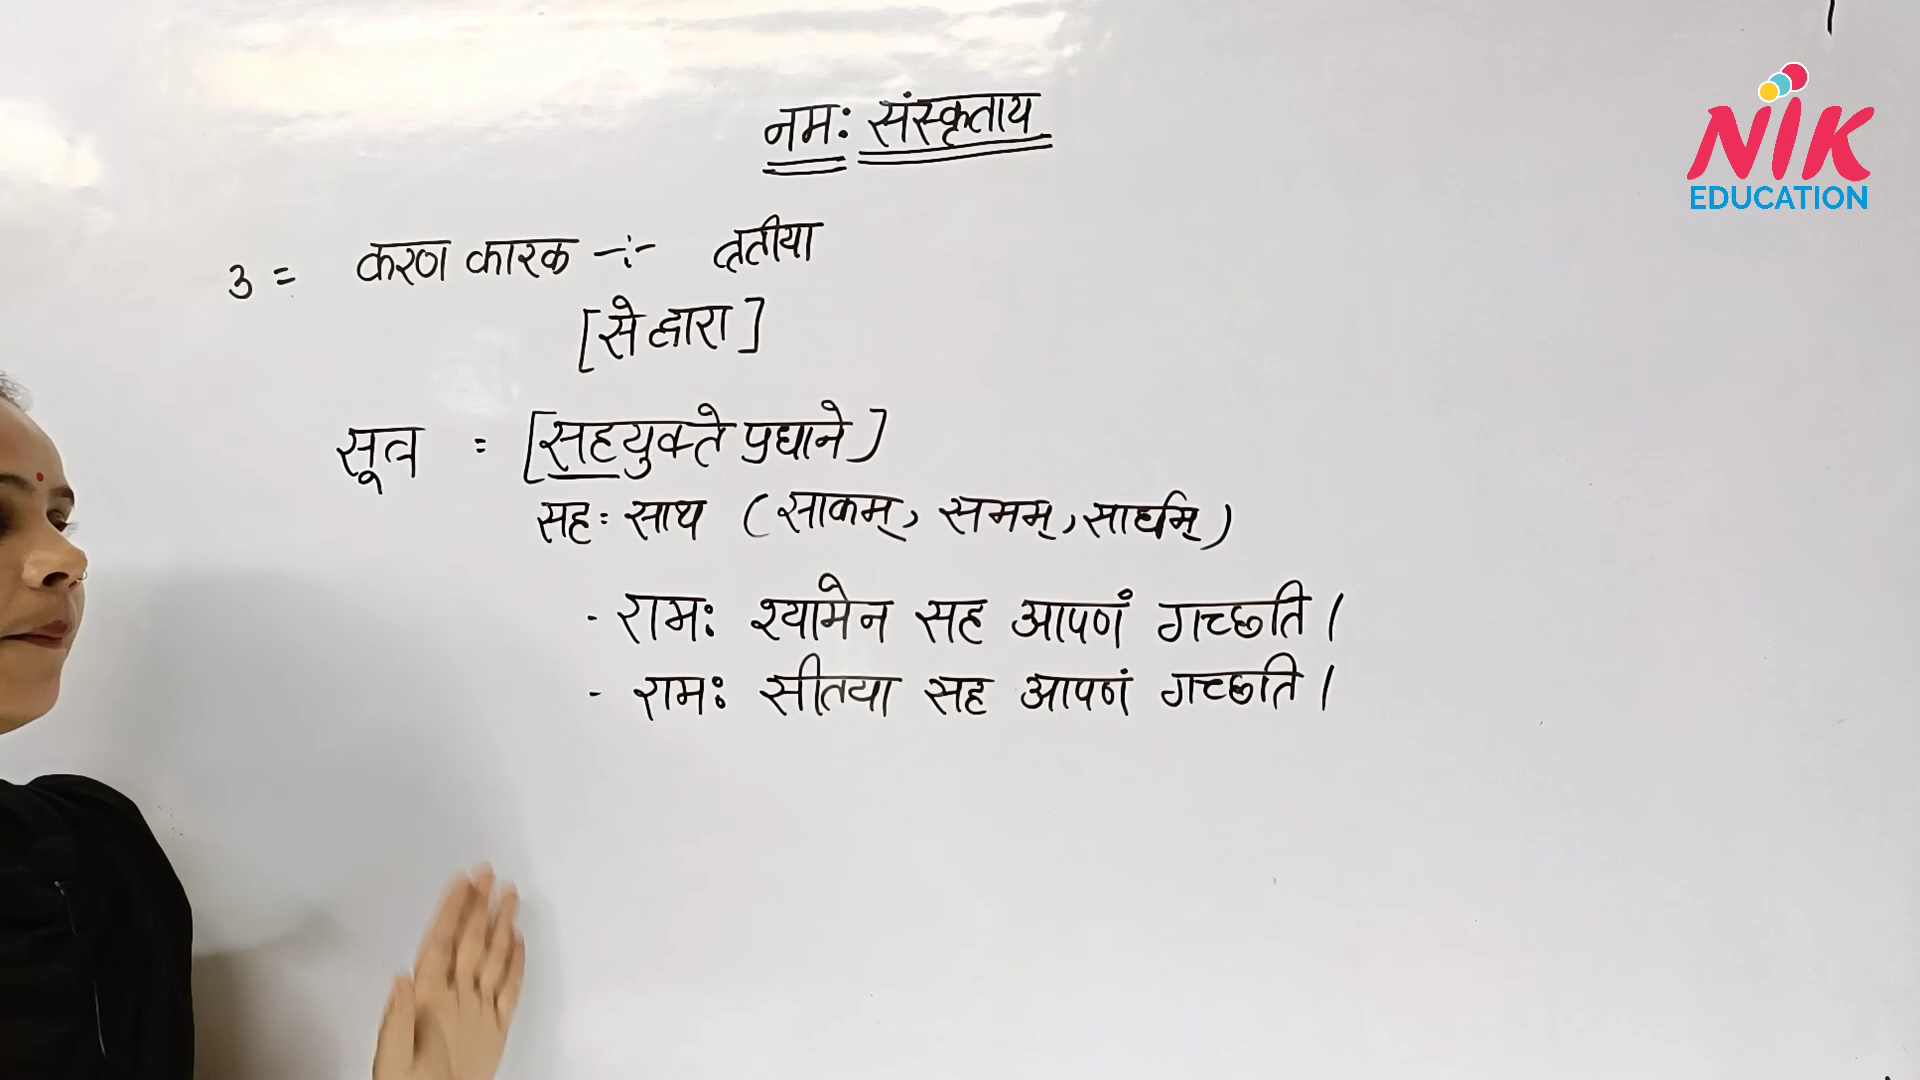 नमः संस्कृताय
NIK
EDUCATION
3 = करण कारक -:- तृतीया
[से द्वारा]
सूत्र = [सहयुक्ते प्रधाने]
सहः साथ (साकम्, समम्, सार्धम्)
- रामः श्यामेन सह आपणं गच्छति।
- रामः सीतया सह आपणं गच्छति।